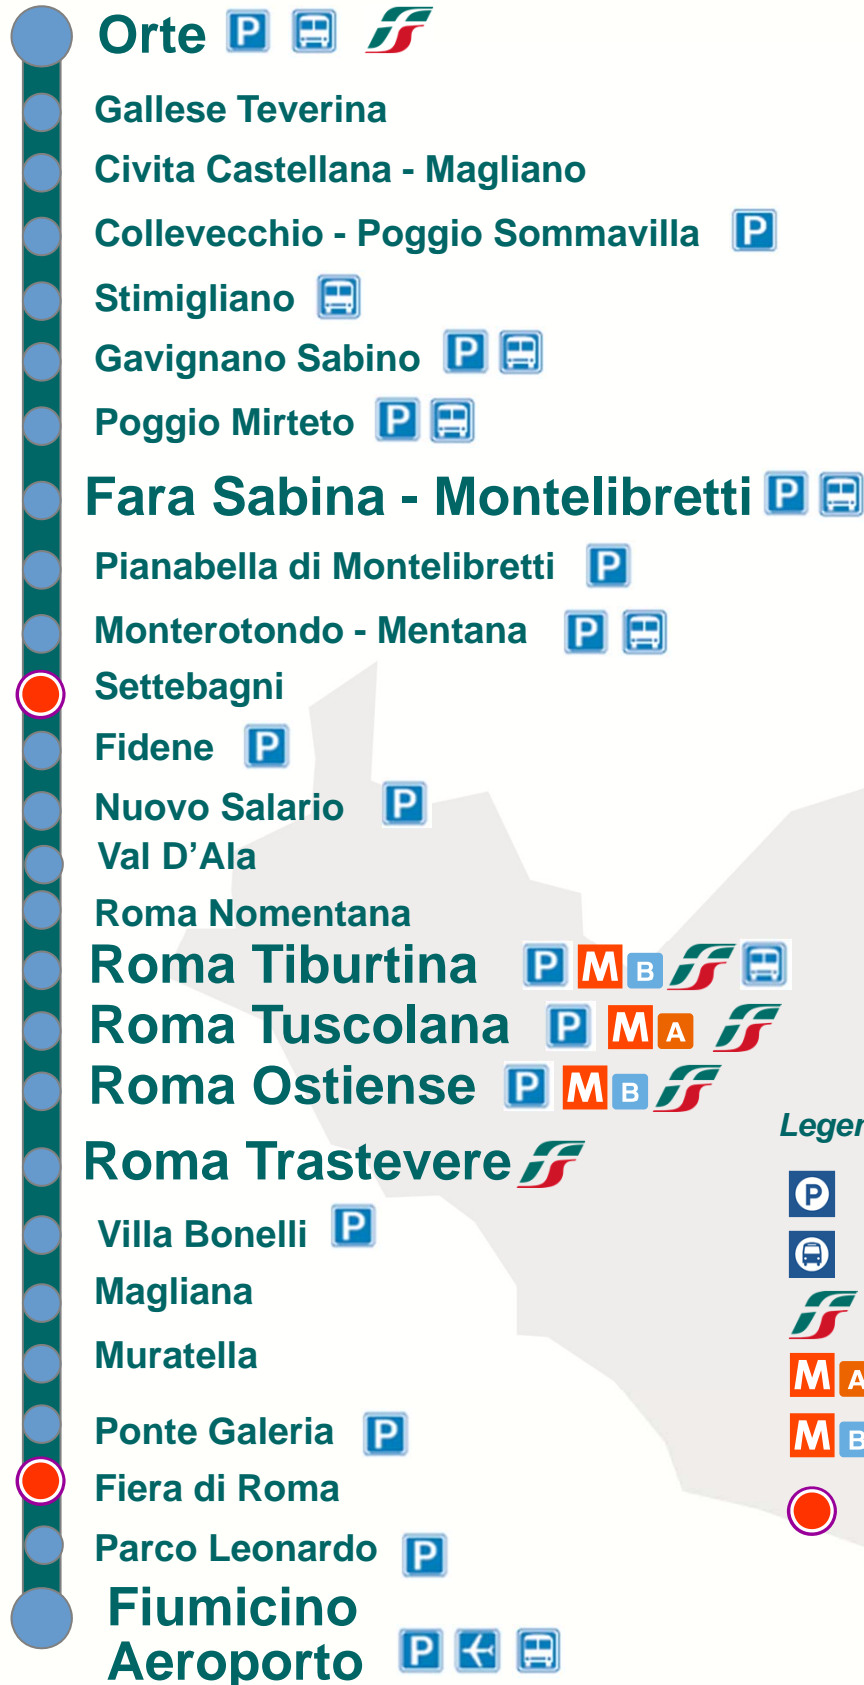 Orte P
Gallese Teverina
Civita Castellana - Magliano
Collevecchio - Poggio Sommavilla P
Stimigliano
Gavignano Sabino P
Poggio Mirteto P
Fara Sabina - Montelibretti P
Pianabella di Montelibretti P
Monterotondo - Mentana P
Settebagni
Fidene P
Nuovo Salario P
Val D’Ala
Roma Nomentana
Roma Tiburtina P M B
Roma Tuscolana P M A
Roma Ostiense P M B
Roma Trastevere
Legen
P
M A
M B
Villa Bonelli P
Magliana
Muratella
Ponte Galeria P
Fiera di Roma
Parco Leonardo P
Fiumicino
Aeroporto P